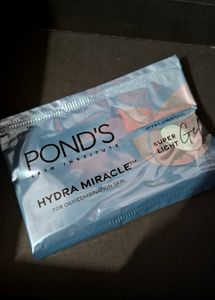 POND'S
SKIN INSTITUTE
HYDRA MIRACLE™
FOR OILY/COMBINATION SKIN
SUPER
LIGHT
Gel